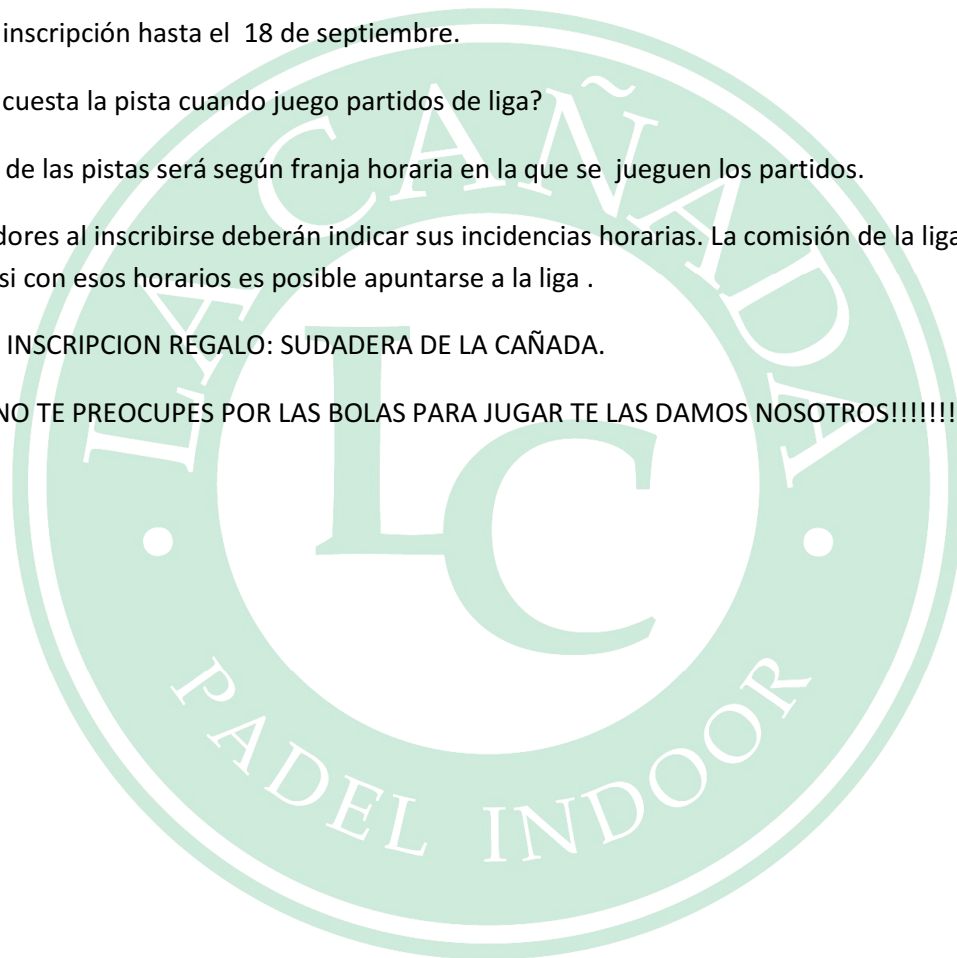 inscripción hasta el 18 de septiembre.
cuesta la pista cuando juego partidos de liga?
de las pistas será según franja horaria en la que se jueguen los partidos.
dores al inscribirse deberán indicar sus incidencias horarias. La comisión de la liga
si con esos horarios es posible apuntarse a la liga .
INSCRIPCION REGALO: SUDADERA DE LA CAÑADA.
NO TE PREOCUPES POR LAS BOLAS PARA JUGAR TE LAS DAMOS NOSOTROS!!!!!!!
LA CAÑADA
LC
PADEL INDOOR